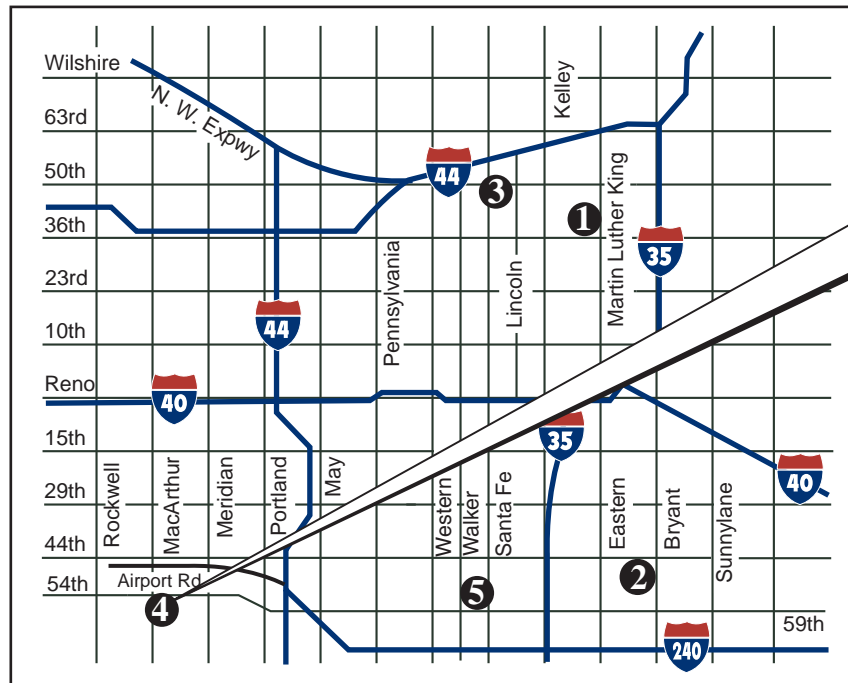 Wilshire
N. W. Expwy
Kelley
63rd
50th
44
3
1
Martin Luther King
36th
35
23rd
Pennsylvania
Lincoln
44
10th
Reno
40
35
15th
Rockwell
MacArthur
Meridian
Portland
May
Western
Walker
Santa Fe
Eastern
Bryant
Sunnylane
40
29th
44th
Airport Rd
54th
4
5
2
59th
240